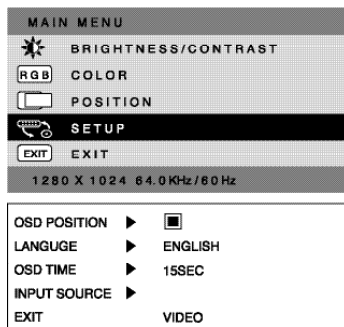 MAIN MENU
BRIGHTNESS/CONTRAST
RGB COLOR
POSITION
SETUP
EXIT EXIT
1280 X 1024 64.0KHz/60Hz
OSD POSITION ▶
LANGUGE ▶ ENGLISH
OSD TIME ▶ 15SEC
INPUT SOURCE ▶
EXIT VIDEO